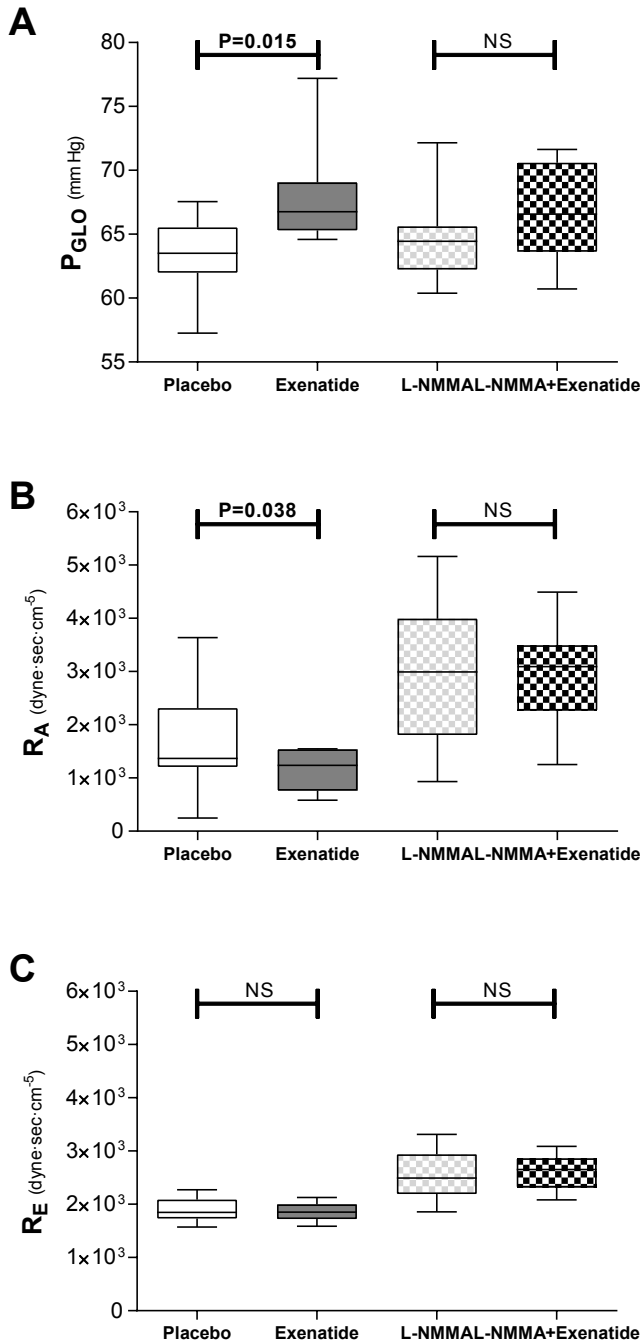 A
P=0.015 NS
80
75
70
65
60
55
PGLO (mm Hg)
Placebo Exenatide L-NMMAL-NMMA+Exenatide
B
P=0.038 NS
6×10³
5×10³
4×10³
3×10³
2×10³
1×10³
0
RA (dyne·sec·cm-5)
Placebo Exenatide L-NMMAL-NMMA+Exenatide
C
NS NS
6×10³
5×10³
4×10³
3×10³
2×10³
1×10³
0
RE (dyne·sec·cm-5)
Placebo Exenatide L-NMMAL-NMMA+Exenatide